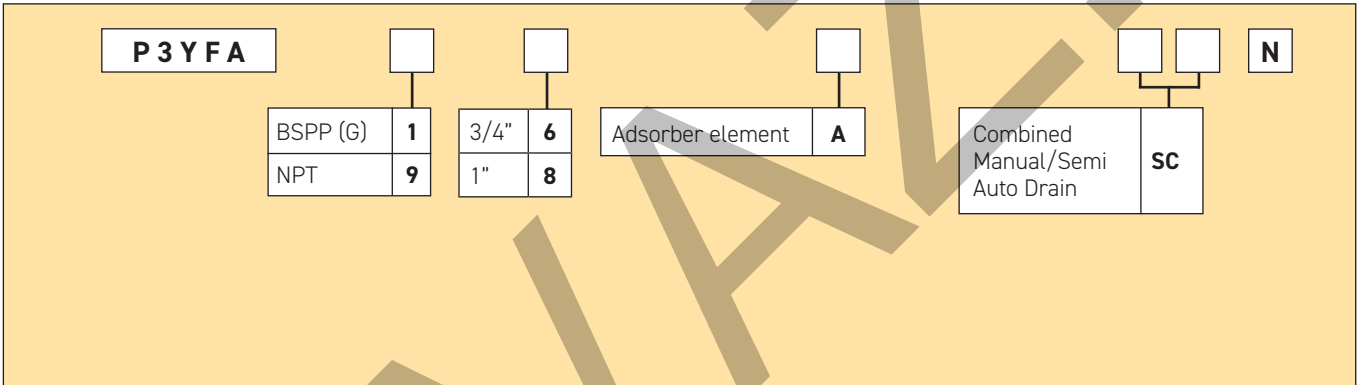 P3YFA N
BSPP (G) 1
NPT 9
3/4" 6
1" 8
Adsorber element A
Combined
Manual/Semi
Auto Drain
SC